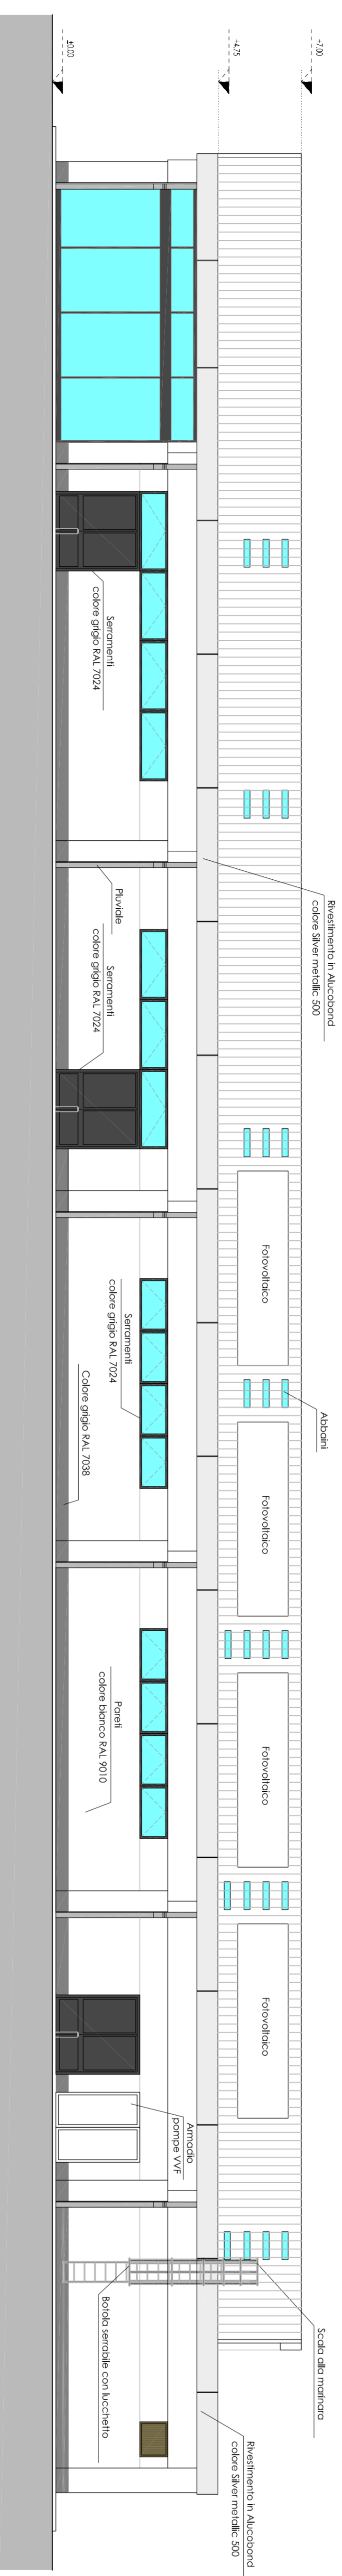 +7.00
+4.75
±0.00
Rivestimento in Alucobond
colore Silver metallic 500
Serramenti
colore grigio RAL 7024
Pluviale
Serramenti
colore grigio RAL 7024
Fotovoltaico
Abbaini
Serramenti
colore grigio RAL 7024
Colore grigio RAL 7038
Fotovoltaico
Fotovoltaico
Pareti
colore bianco RAL 9010
Fotovoltaico
Armadio
pompe VVF
Scala alla marinara
Botola serrabile con lucchetto
Rivestimento in Alucobond
colore Silver metallic 500